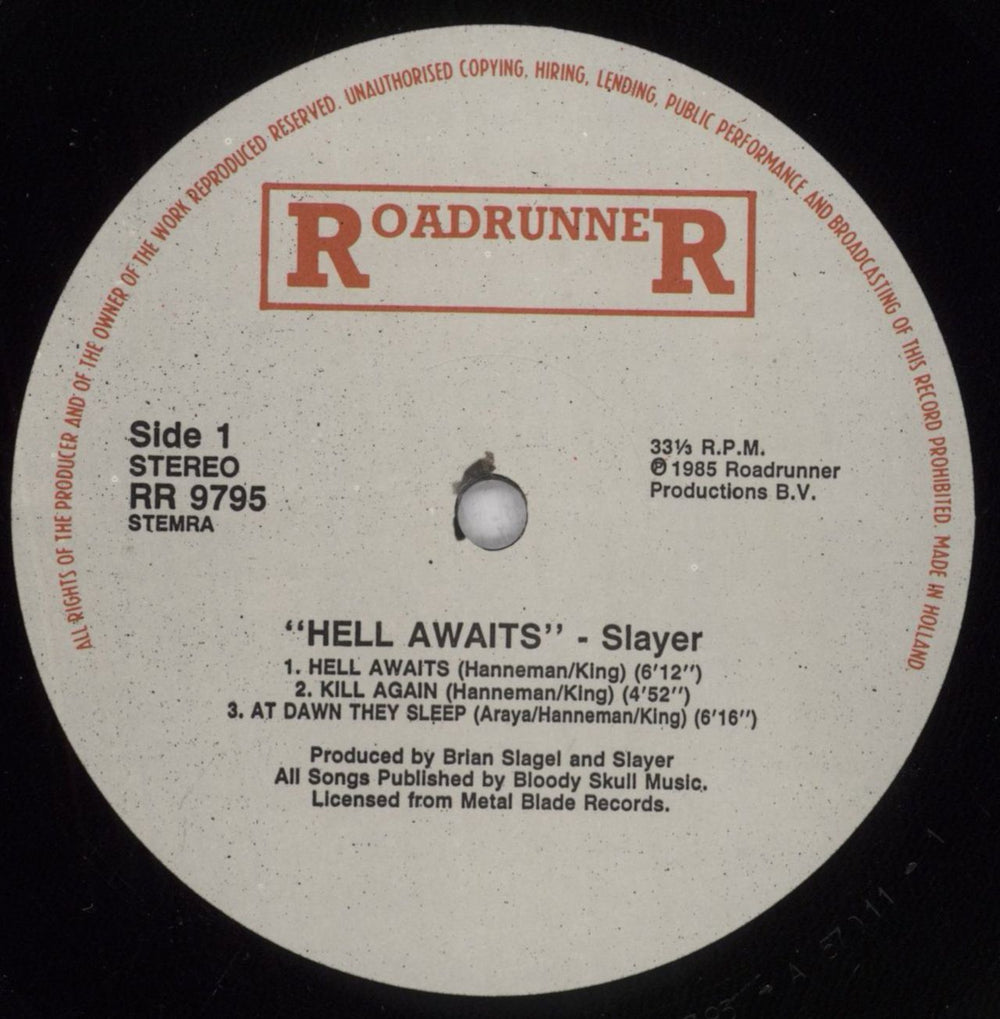 ALL RIGHTS OF THE PRODUCER AND OF THE OWNER OF THE WORK REPRODUCED RESERVED. UNAUTHORISED COPYING, HIRING, LENDING, PUBLIC PERFORMANCE AND BROADCASTING OF THIS RECORD PROHIBITED. MADE IN HOLLAND
ROADRUNNER
Side 1
STEREO
RR 9795
STEMRA
33⅓ R.P.M.
℗ 1985 Roadrunner
Productions B.V.
“HELL AWAITS” - Slayer
1. HELL AWAITS (Hanneman/King) (6′12″)
2. KILL AGAIN (Hanneman/King) (4′52″)
3. AT DAWN THEY SLEEP (Araya/Hanneman/King) (6′16″)
Produced by Brian Slagel and Slayer
All Songs Published by Bloody Skull Music.
Licensed from Metal Blade Records.